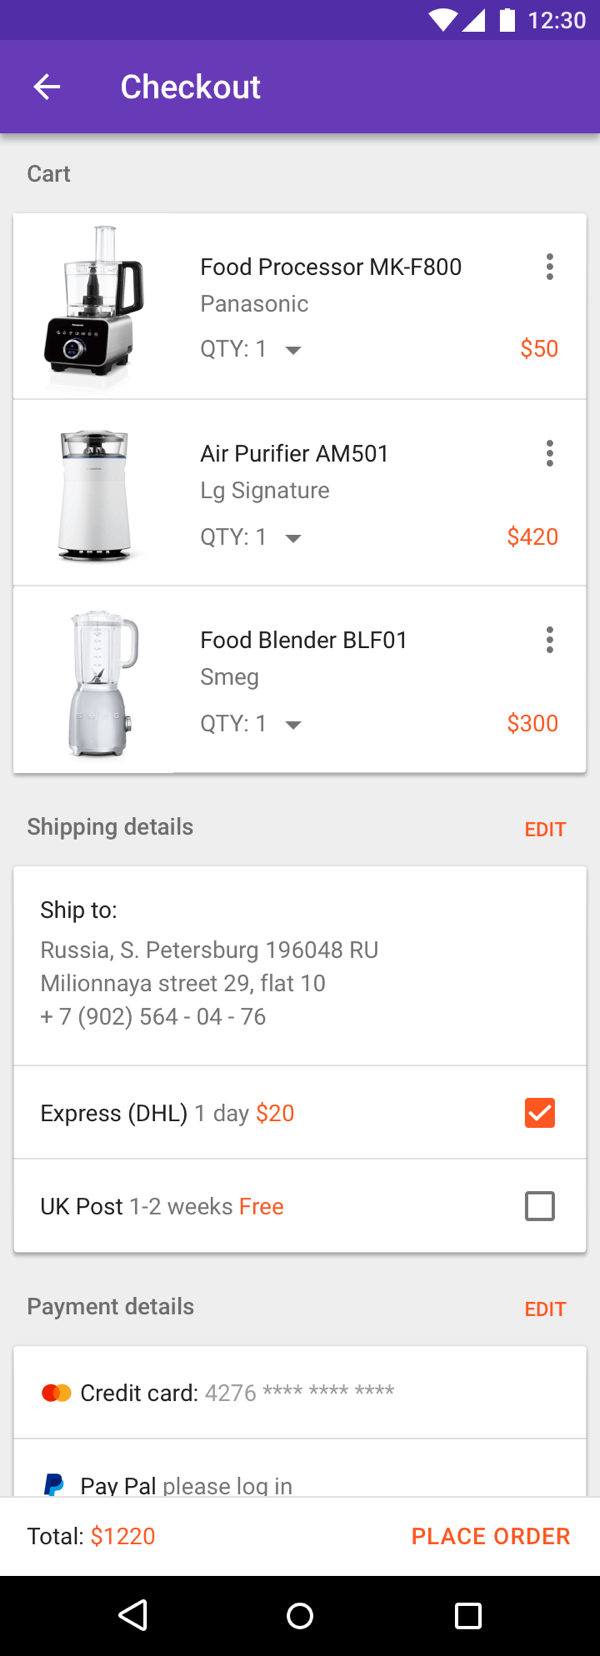 12:30
Checkout
Cart
Food Processor MK-F800
Panasonic
QTY: 1
$50
Air Purifier AM501
Lg Signature
QTY: 1
$420
Food Blender BLF01
Smeg
QTY: 1
$300
Shipping details
EDIT
Ship to:
Russia, S. Petersburg 196048 RU
Milionnaya street 29, flat 10
+ 7 (902) 564 - 04 - 76
Express (DHL) 1 day $20
UK Post 1-2 weeks Free
Payment details
EDIT
Credit card: 4276 **** **** ****
Pay Pal please log in
Total: $1220
PLACE ORDER